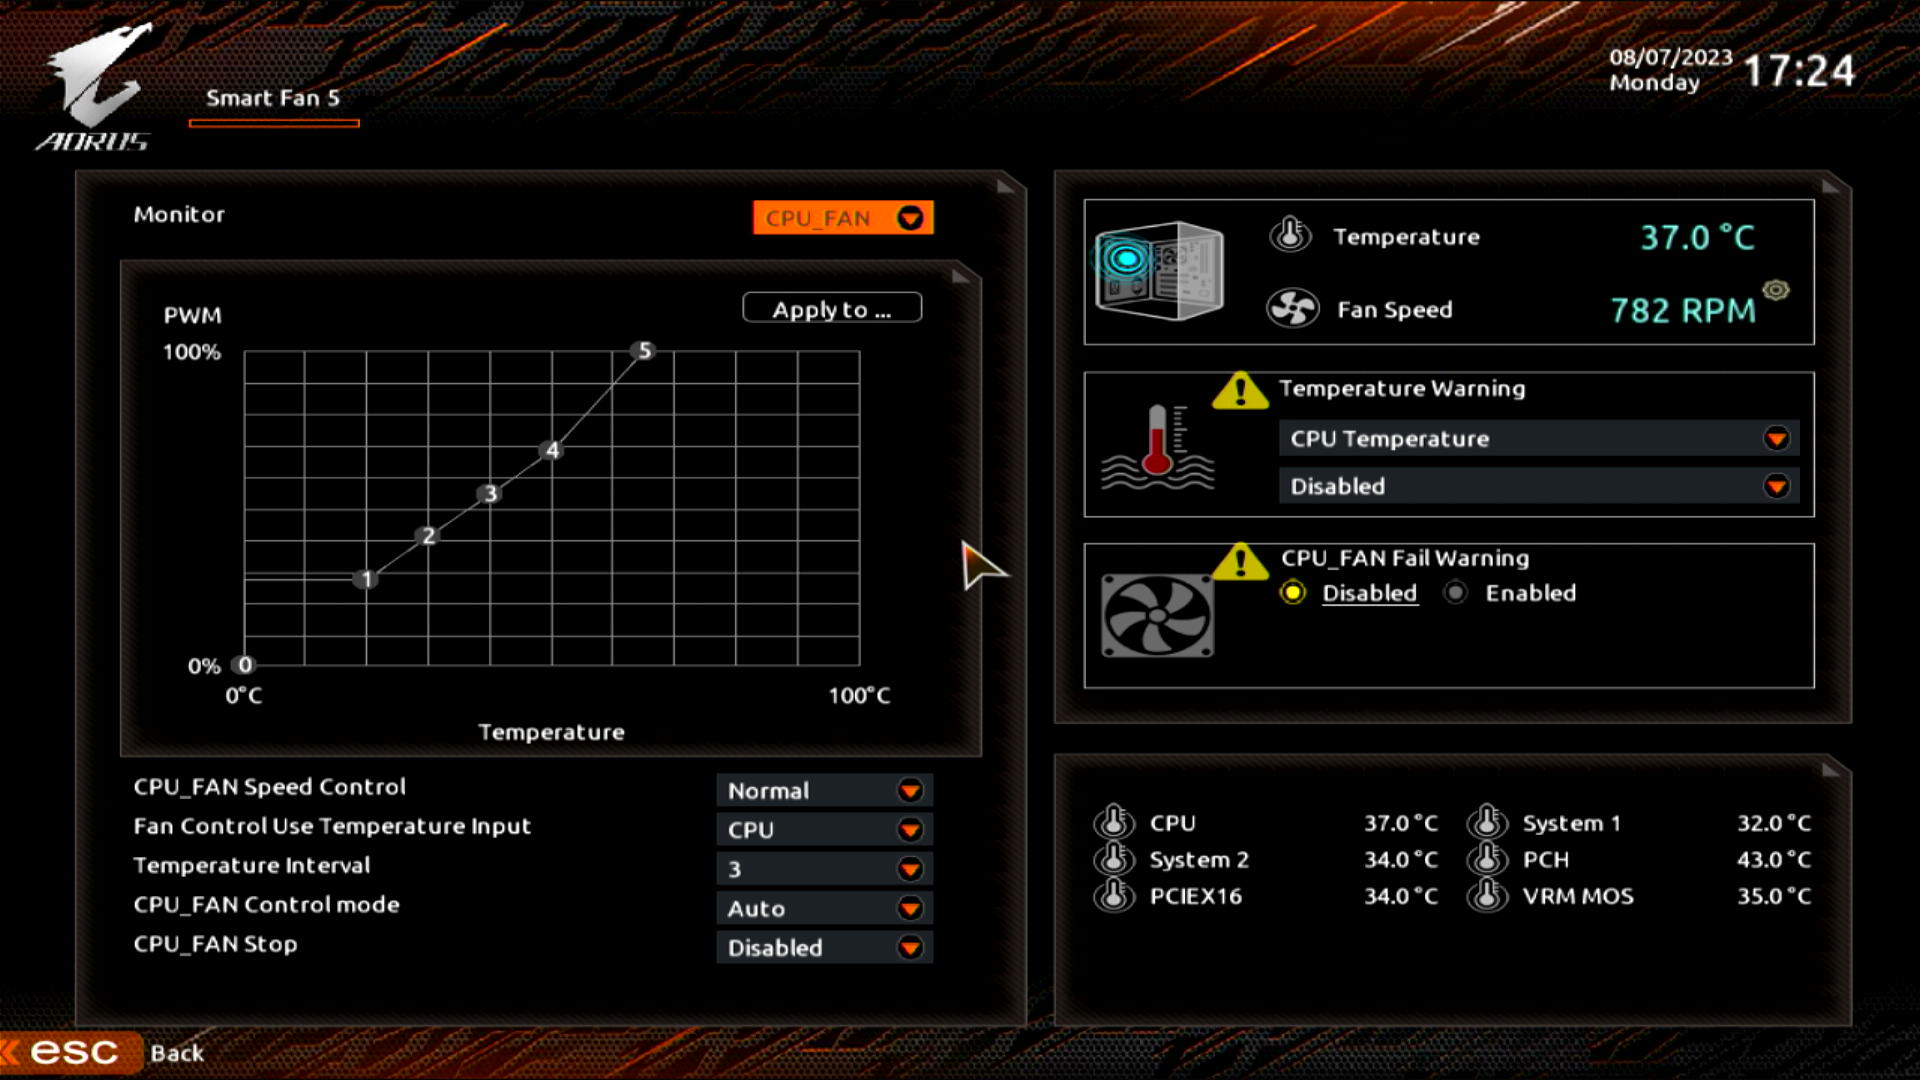 AORUS
Smart Fan 5
08/07/2023
Monday
17:24
Monitor
CPU_FAN
PWM
Apply to ...
100%
5
4
3
2
1
0% 0
0°C
100°C
Temperature
CPU_FAN Speed Control
Normal
Fan Control Use Temperature Input
CPU
Temperature Interval
3
CPU_FAN Control mode
Auto
CPU_FAN Stop
Disabled
Temperature
37.0 °C
Fan Speed
782 RPM
Temperature Warning
CPU Temperature
Disabled
CPU_FAN Fail Warning
Disabled
Enabled
CPU 37.0 °C
System 1 32.0 °C
System 2 34.0 °C
PCH 43.0 °C
PCIEX16 34.0 °C
VRM MOS 35.0 °C
esc Back